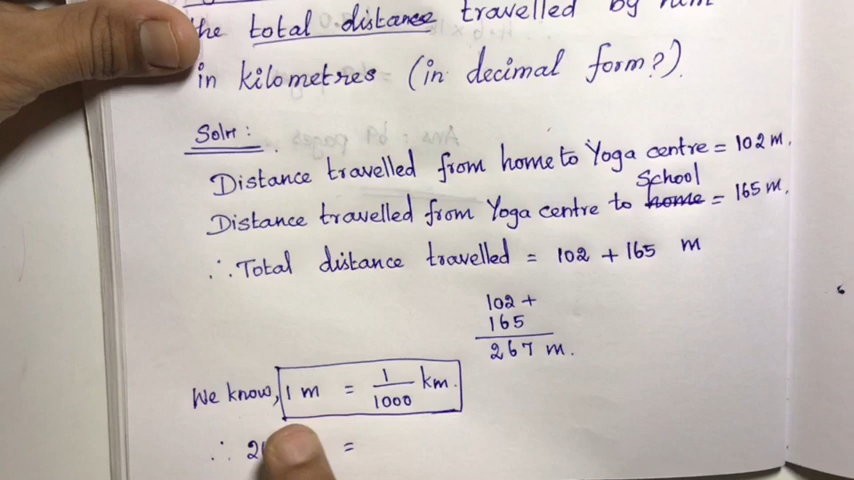 the total distance travelled by him
in kilometres (in decimal form?).
Soln:
Distance travelled from home to Yoga centre = 102 m.
School
Distance travelled from Yoga centre to home = 165 m.
∴ Total distance travelled = 102 + 165 m
102 +
165
267 m.
We know, 1 m = 1/1000 km.
∴ 2 =